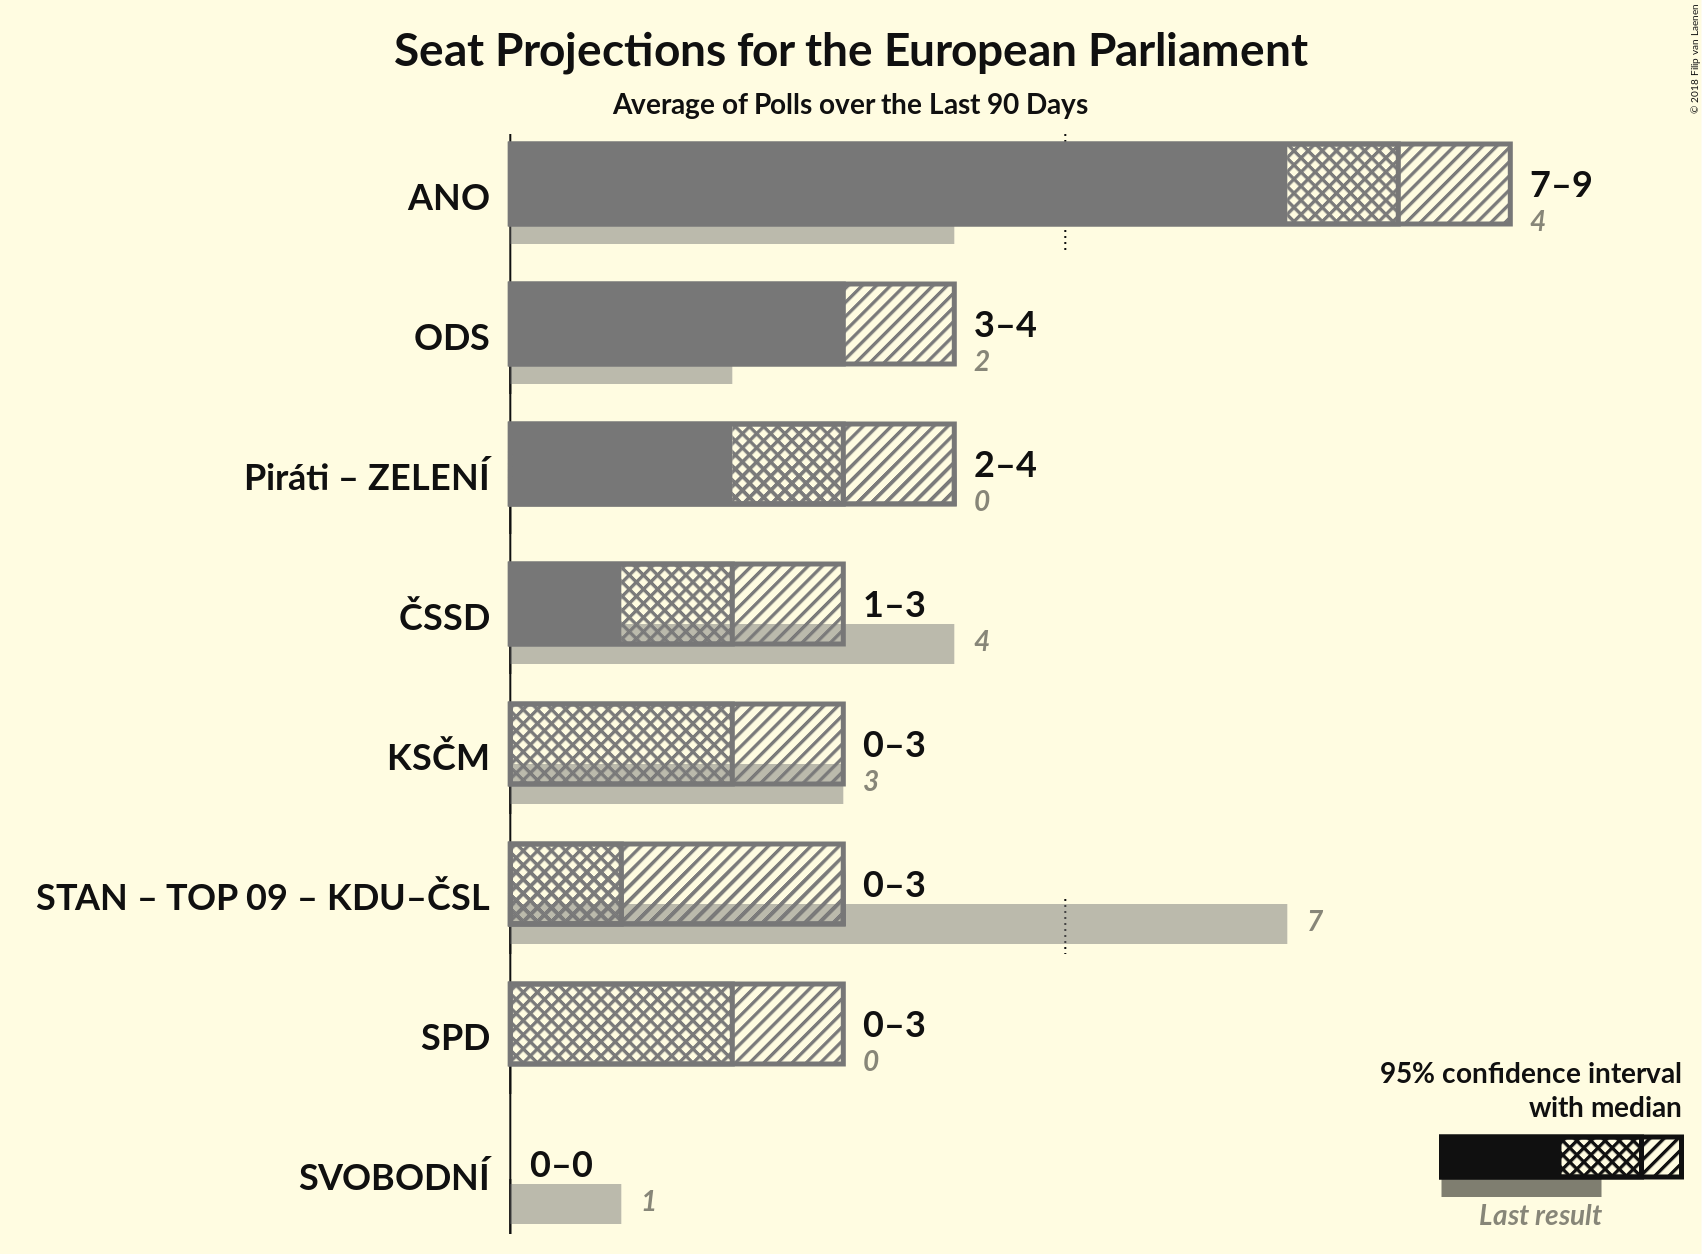 Seat Projections for the European Parliament
Average of Polls over the Last 90 Days
© 2018 Filip van Laenen
ANO
7–9
4
ODS
3–4
2
Piráti – ZELENÍ
2–4
0
ČSSD
1–3
4
KSČM
0–3
3
STAN – TOP 09 – KDU–ČSL
0–3
7
SPD
0–3
0
SVOBODNÍ
0–0
1
95% confidence interval
with median
Last result